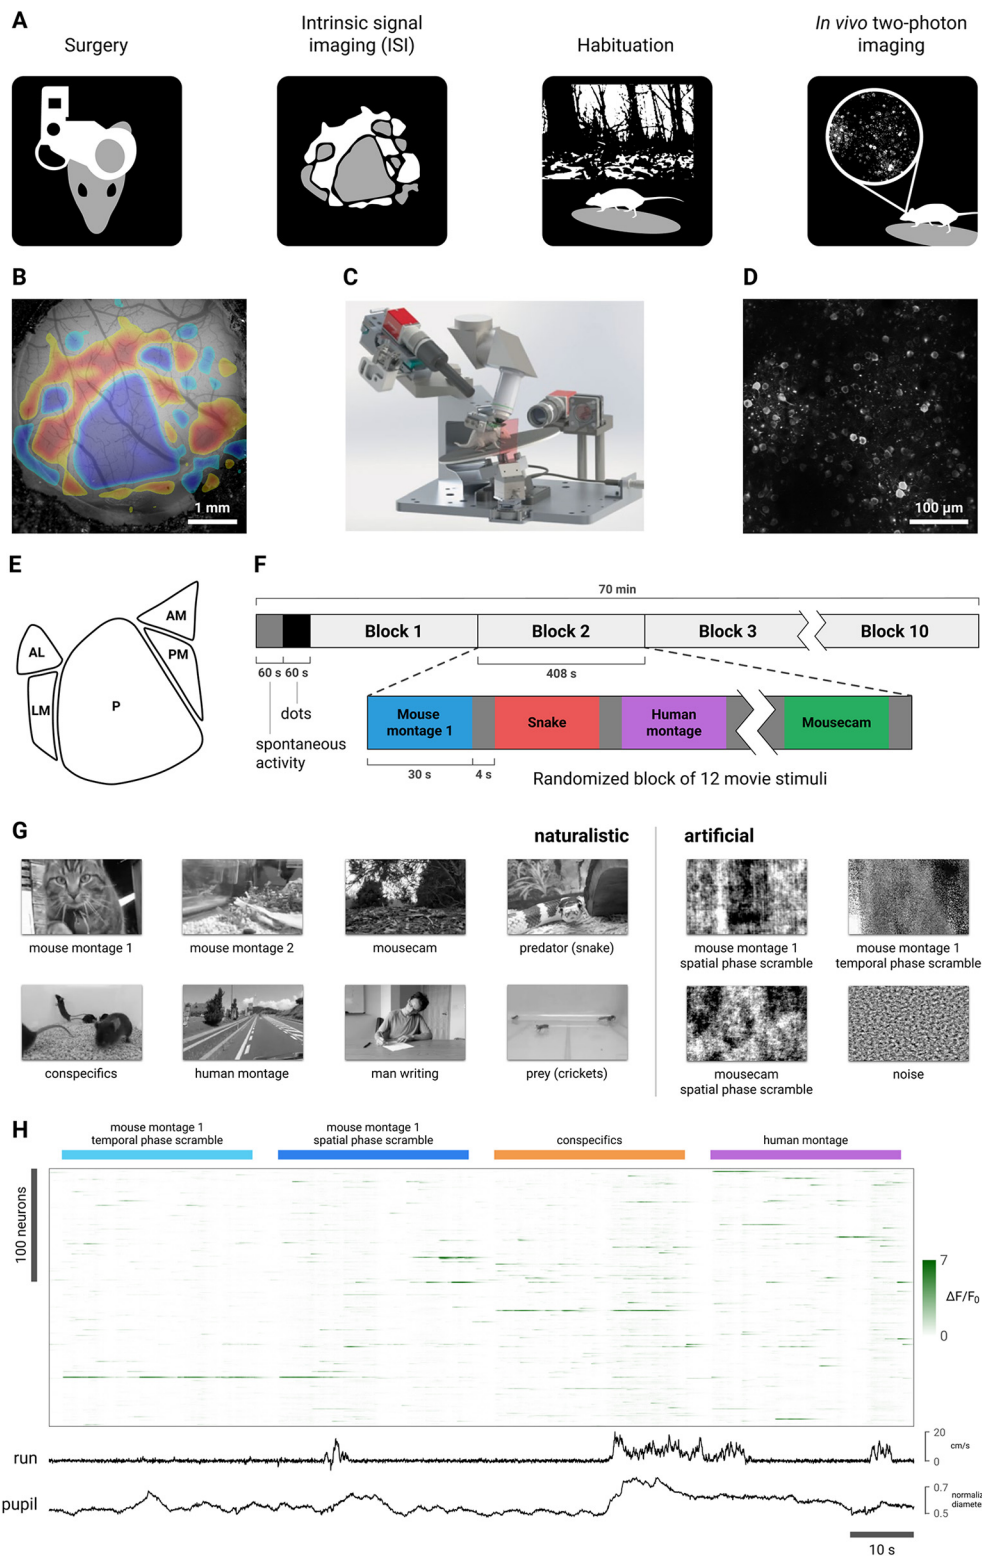 A
Surgery
Intrinsic signal
imaging (ISI)
Habituation
In vivo two-photon
imaging
B
1 mm
C
D
100 µm
E
AL
LM
P
AM
PM
F
70 min
Block 1
Block 2
Block 3
Block 10
60 s
60 s
408 s
dots
spontaneous
activity
Mouse
montage 1
Snake
Human
montage
Mousecam
30 s
4 s
Randomized block of 12 movie stimuli
G
naturalistic
artificial
mouse montage 1
mouse montage 2
mousecam
predator (snake)
mouse montage 1
spatial phase scramble
mouse montage 1
temporal phase scramble
conspecifics
human montage
man writing
prey (crickets)
mousecam
spatial phase scramble
noise
H
mouse montage 1
temporal phase scramble
mouse montage 1
spatial phase scramble
conspecifics
human montage
100 neurons
7
ΔF/F0
0
run
20
cm/s
0
pupil
0.7
normaliz
diamete
0.5
10 s